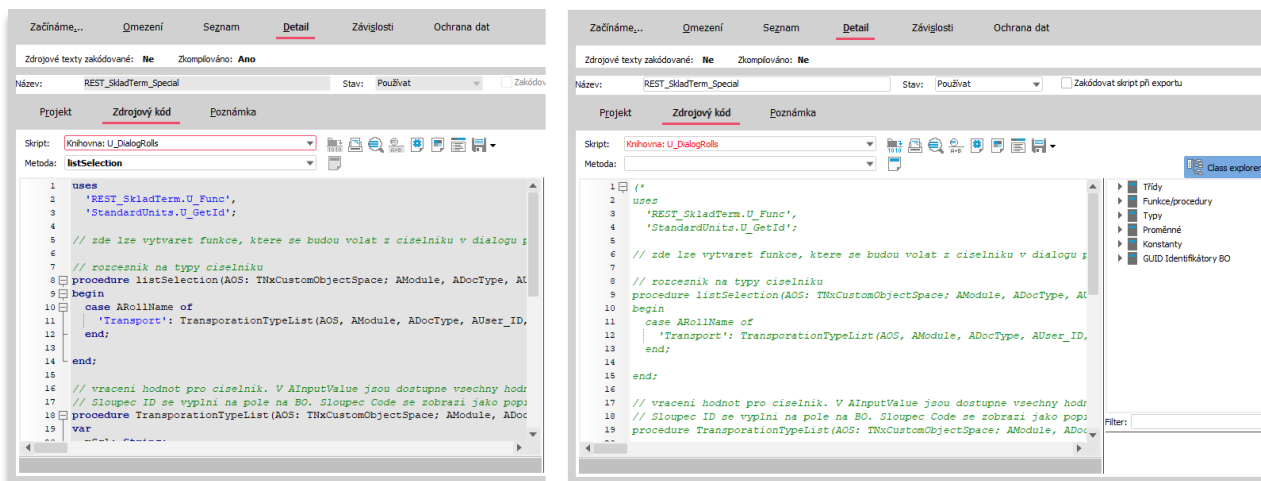 Začínáme... Omezení Seznam Detail Závislosti Ochrana dat
Zdrojové texty zakódované: Ne Zkompilováno: Ano
Název: REST_SkladTerm_Special Stav: Používat Zakódov
Projekt Zdrojový kód Poznámka
Skript: Knihovna: U_DialogRolls
Metoda: listSelection
1 uses
2 'REST_SkladTerm.U_Func',
3 'StandardUnits.U_GetId';
4
5 // zde lze vytvaret funkce, ktere se budou volat z ciselniku v dialogu p
6
7 // rozcesnik na typy ciselniku
8 procedure listSelection(AOS: TNxCustomObjectSpace; AModule, ADocType, AU
9 begin
10 case ARollName of
11 'Transport': TransporationTypeList(AOS, AModule, ADocType, AUser_ID,
12 end;
13
14 end;
15
16 // vraceni hodnot pro ciselnik. V AInputValue jsou dostupne vsechny hodn
17 // Sloupec ID se vyplni na pole na BO. Sloupec Code se zobrazi jako popi
18 procedure TransporationTypeList(AOS: TNxCustomObjectSpace; AModule, ADoc
19 var
Začínáme... Omezení Seznam Detail Závislosti Ochrana dat
Zdrojové texty zakódované: Ne Zkompilováno: Ne
Název: REST_SkladTerm_Special Stav: Používat Zakódovat skript při exportu
Projekt Zdrojový kód Poznámka
Skript: Knihovna: U_DialogRolls
Metoda:
Class explorer
1 (*
2 uses
3 'REST_SkladTerm.U_Func',
4 'StandardUnits.U_GetId';
5
6 // zde lze vytvaret funkce, ktere se budou volat z ciselniku v dialogu p
7
8 // rozcesnik na typy ciselniku
9 procedure listSelection(AOS: TNxCustomObjectSpace; AModule, ADocType, AU
10 begin
11 case ARollName of
12 'Transport': TransporationTypeList(AOS, AModule, ADocType, AUser_ID,
13 end;
14
15 end;
16
17 // vraceni hodnot pro ciselnik. V AInputValue jsou dostupne vsechny hodn
18 // Sloupec ID se vyplni na pole na BO. Sloupec Code se zobrazi jako popi
19 procedure TransporationTypeList(AOS: TNxCustomObjectSpace; AModule, ADoc
Třídy
Funkce/procedury
Typy
Proměnné
Konstanty
GUID Identifikátory BO
Filter: